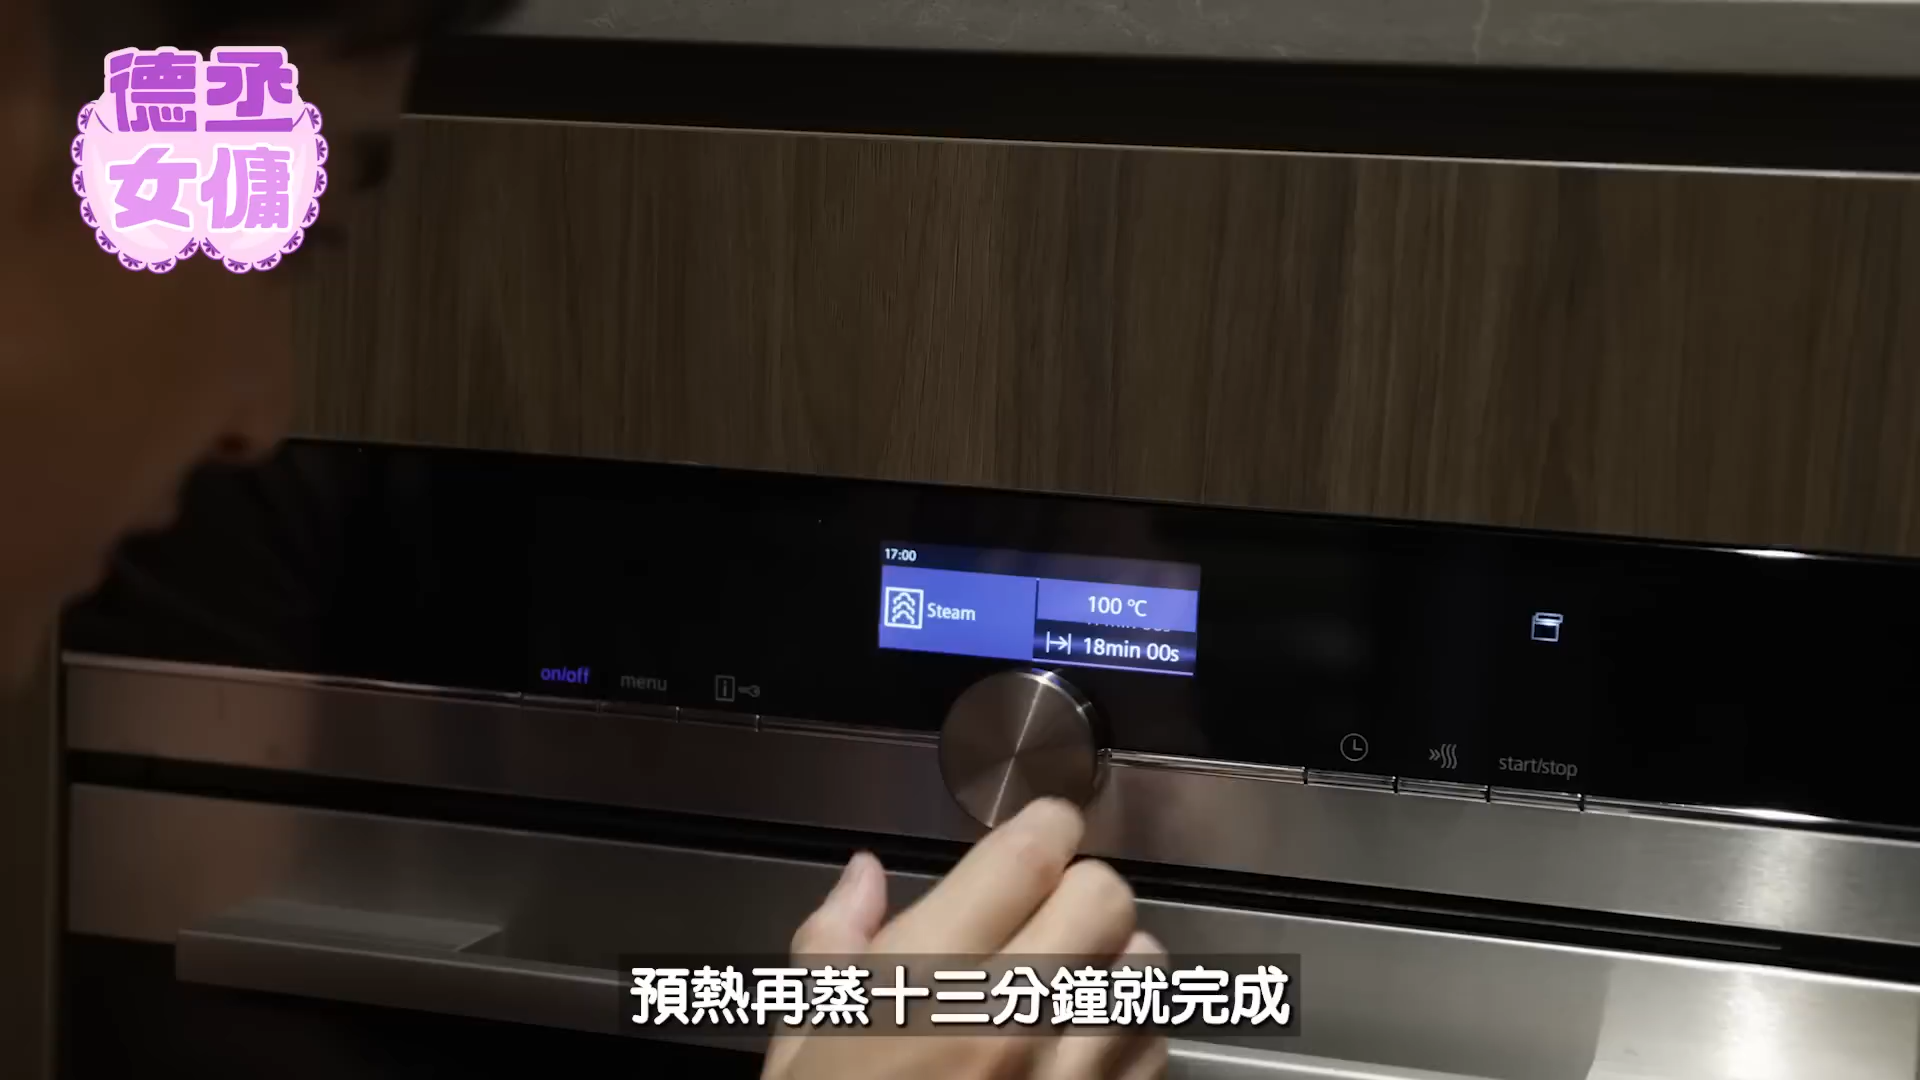 德丞
女傭
17:00
Steam
100 °C
18min 00s
on/off
menu
i
start/stop
預熱再蒸十三分鐘就完成